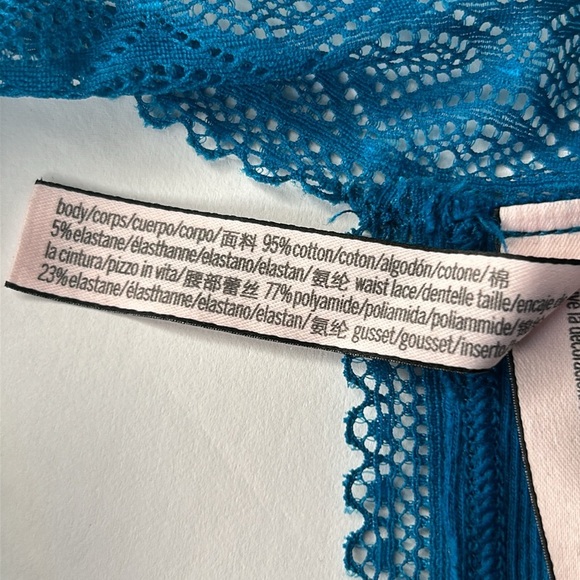 body/corps/cuerpo/corpo/面料 95%cotton/coton/algodón/cotone/棉
5%elastane/élasthanne/elastano/elastan/氨纶 waist lace/dentelle taille/encaje
la cintura/pizzo in vita/腰部蕾丝 77%polyamide/poliamida/poliammide/
23%elastane/élasthanne/elastano/elastan/氨纶 gusset/gousset/inserto